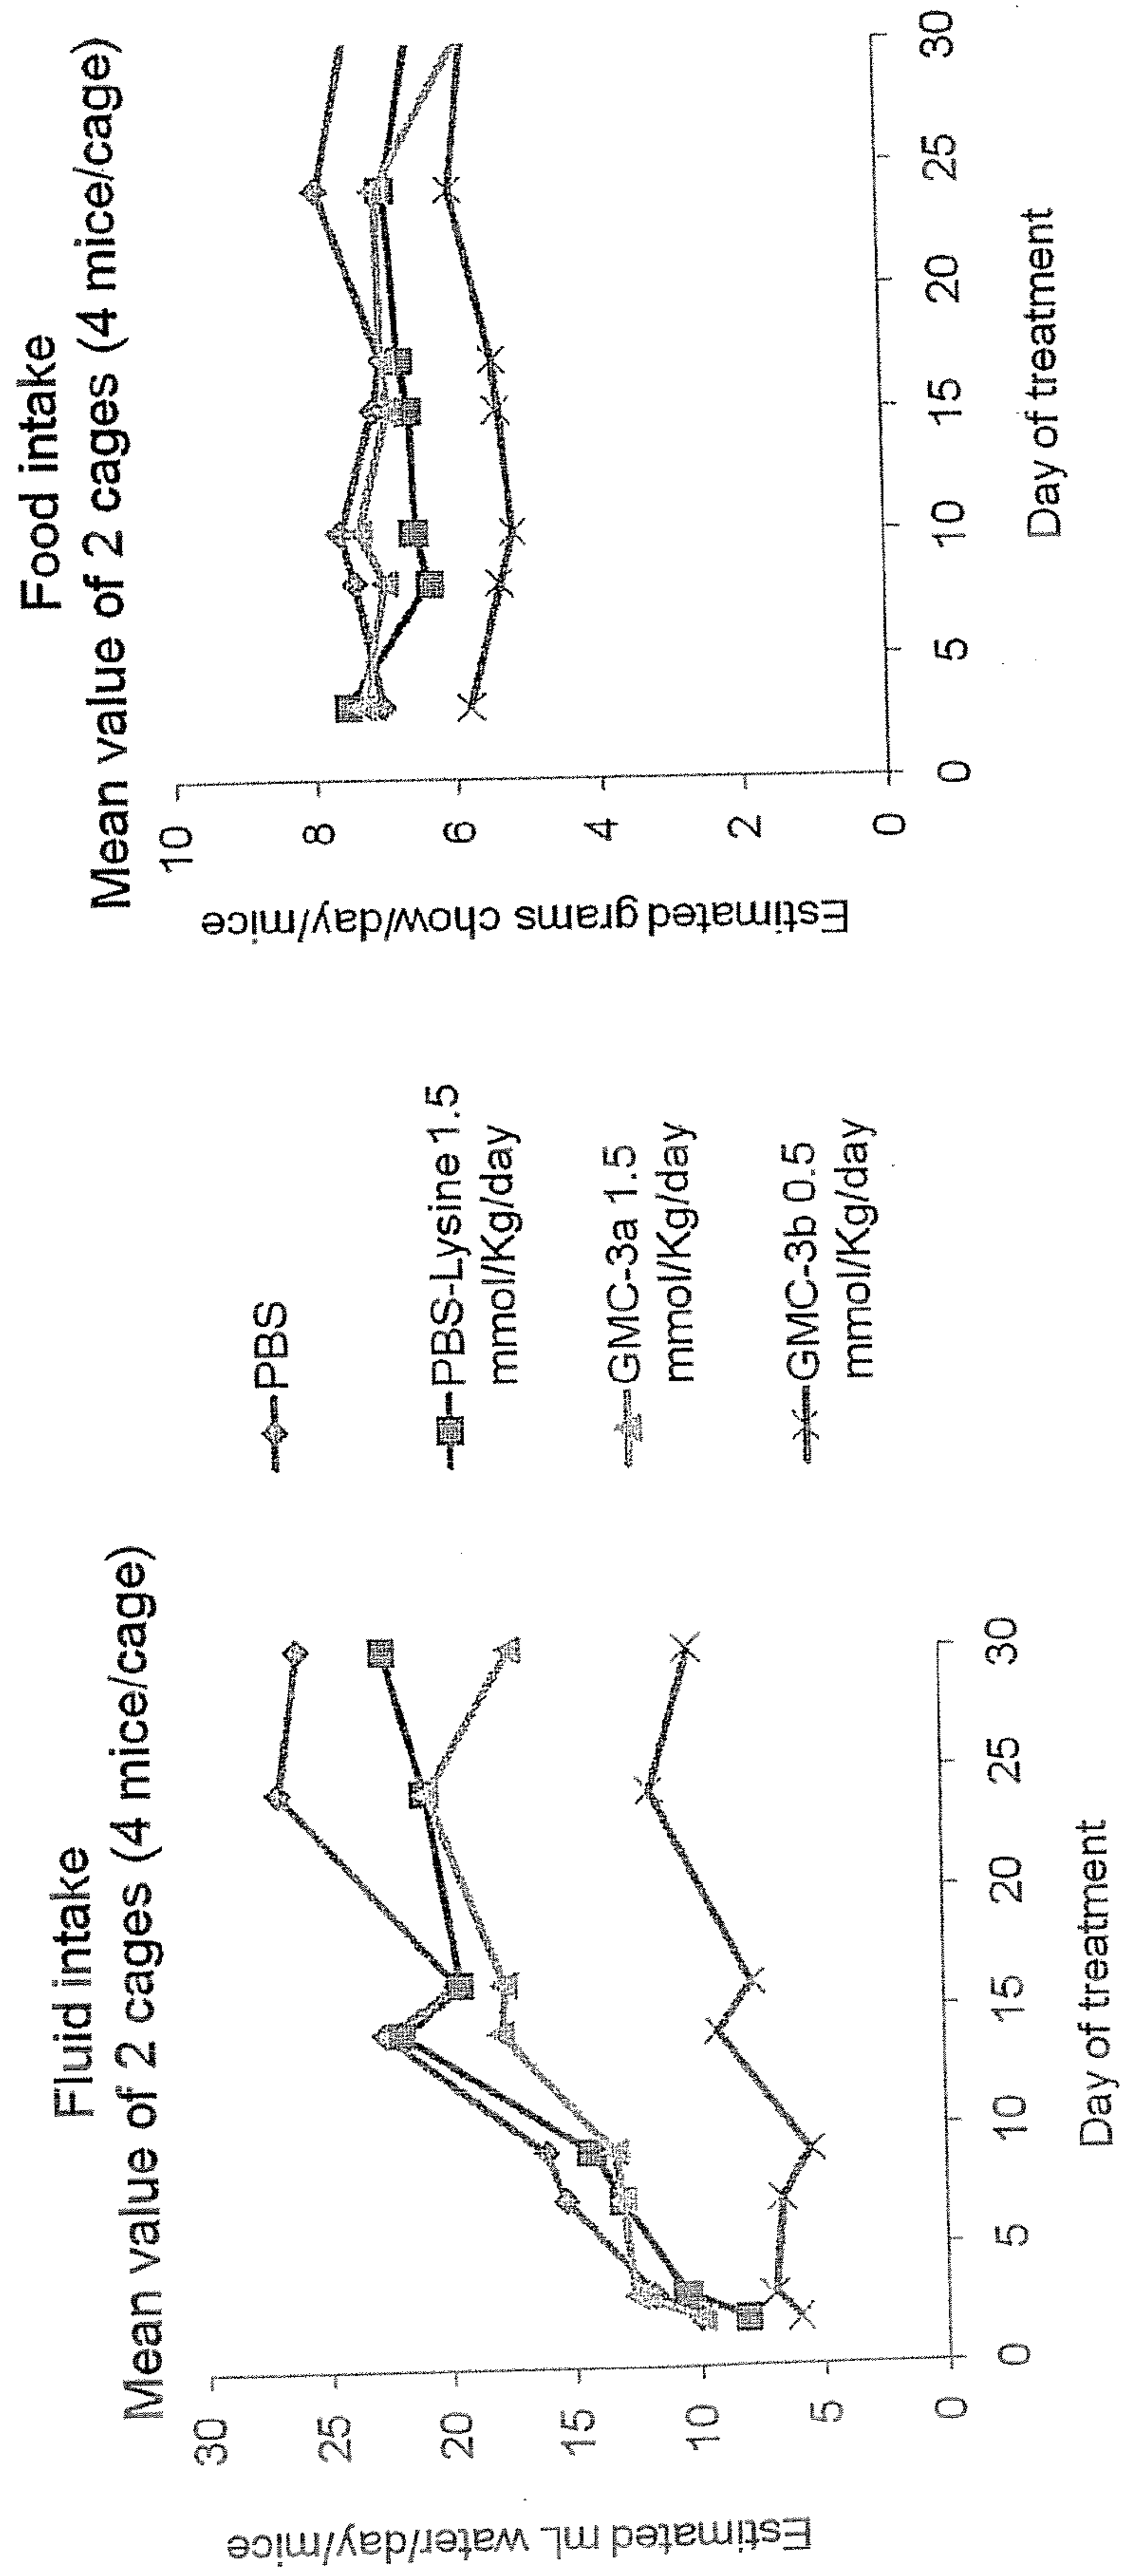 Fluid intake
Mean value of 2 cages (4 mice/cage)
Estimated mL water/day/mice
30
25
20
15
10
5
0
0 5 10 15 20 25 30
Day of treatment
PBS
PBS-Lysine 1.5
mmol/Kg/day
GMC-3a 1.5
mmol/Kg/day
GMC-3b 0.5
mmol/Kg/day
Food intake
Mean value of 2 cages (4 mice/cage)
Estimated grams chow/day/mice
10
8
6
4
2
0
0 5 10 15 20 25 30
Day of treatment